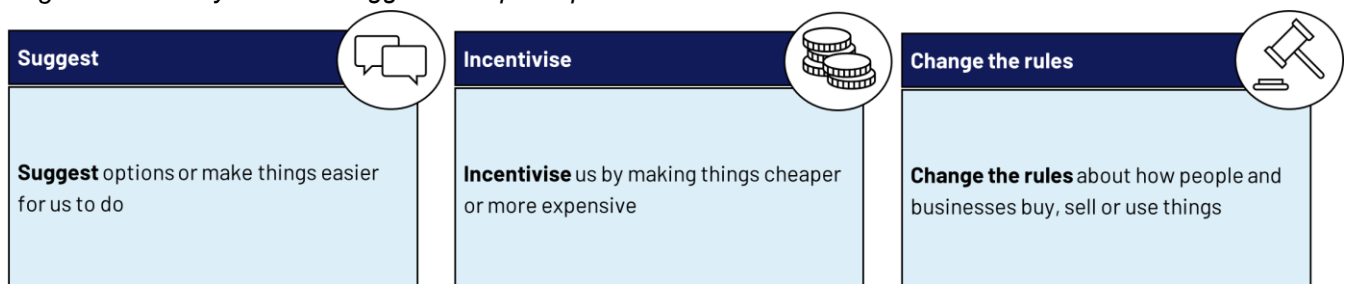 Suggest
Suggest options or make things easier
for us to do
Incentivise
Incentivise us by making things cheaper
or more expensive
Change the rules
Change the rules about how people and
businesses buy, sell or use things